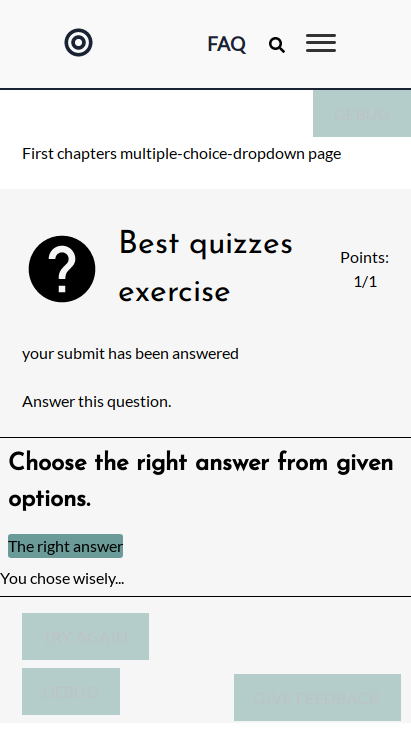 FAQ
DEBUG
First chapters multiple-choice-dropdown page
Best quizzes
exercise
Points:
1/1
your submit has been answered
Answer this question.
Choose the right answer from given
options.
The right answer
You chose wisely...
TRY AGAIN!
DEBUG
GIVE FEEDBACK